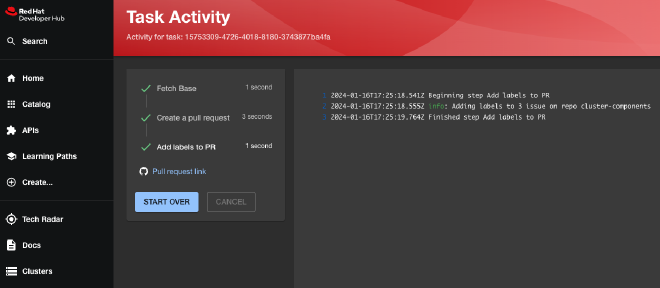 Red Hat
Developer Hub
Search
Home
Catalog
APIs
Learning Paths
Create...
Tech Radar
Docs
Clusters
Task Activity
Activity for task: 15753309-4726-4018-8180-3743877ba4fa
Fetch Base 1 second
Create a pull request 3 seconds
Add labels to PR 1 second
Pull request link
START OVER CANCEL
2024-01-16T17:25:18.541Z Beginning step Add labels to PR
2024-01-16T17:25:18.555Z info: Adding labels to 3 issue on repo cluster-components
2024-01-16T17:25:19.764Z Finished step Add labels to PR